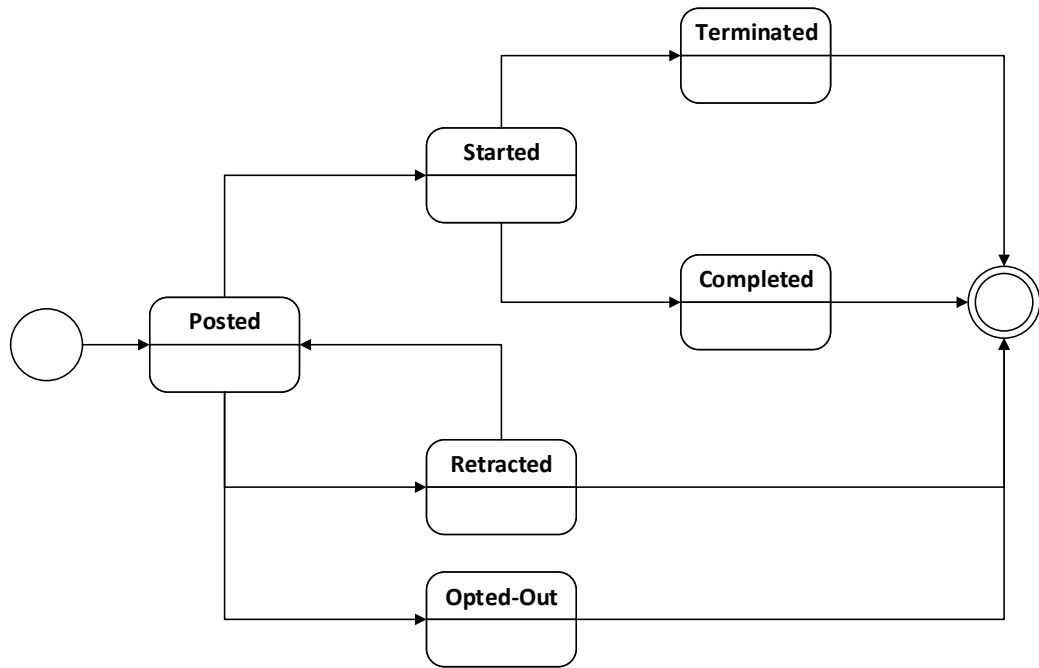 Terminated
Started
Completed
Posted
Retracted
Opted-Out